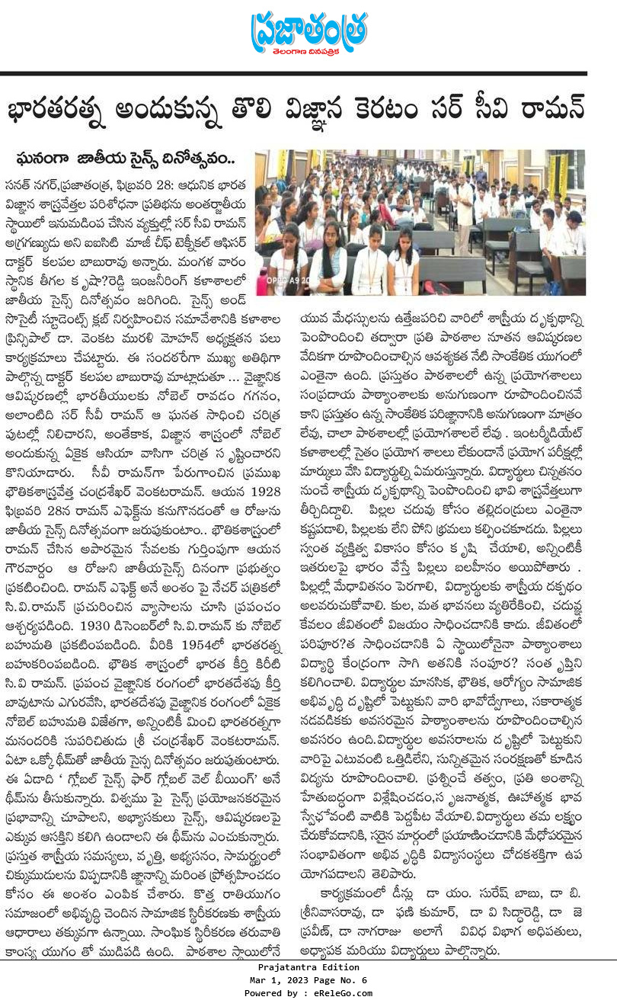 ప్రజాతంత్ర
తెలంగాణ దినపత్రిక
భారతరత్న అందుకున్న తొలి విజ్ఞాన కెరటం సర్ సీవి రామన్
ఘనంగా జాతీయ సైన్స్ దినోత్సవం..
సనత్ నగర్,ప్రజాతంత్ర, ఫిబ్రవరి 28: ఆధునిక భారత
విజ్ఞాన శాస్త్రవేత్తల పరిశోధనా ప్రతిభను అంతర్జాతీయ
స్థాయిలో ఇనుమడింప చేసిన వ్యక్తుల్లో సర్ సీవి రామన్
అగ్రగణ్యుడు అని ఐఐసిటి మాజీ చీఫ్ టెక్నీకల్ ఆఫిసర్
డాక్టర్ కలపల బాబురావు అన్నారు. మంగళ వారం
స్థానిక తీగల కృషా?రెడ్డి ఇంజనీరింగ్ కళాశాలలో
జాతీయ సైన్స్ దినోత్సవం జరిగింది. సైన్స్ అండ్
సొసైటీ స్టూడెంట్స్ క్లబ్ నిర్వహించిన సమావేశానికి కళాశాల
ప్రిన్సిపాల్ డా. వెంకట మురళి మోహన్ అధ్యక్షతన పలు
కార్యక్రమాలు చేపట్టారు. ఈ సందర్భంగా ముఖ్య అతిథిగా
పాల్గొన్న డాక్టర్ కలపల బాబురావు మాట్లాడుతూ ... వైజ్ఞానిక
ఆవిష్కరణల్లో భారతీయులకు నోబెల్ రావడం గగనం,
అలాంటిది సర్ సీవీ రామన్ ఆ ఘనత సాధించి చరిత్ర
పుటల్లో నిలిచారని, అంతేకాక, విజ్ఞాన శాస్త్రంలో నోబెల్
అందుకున్న ఏకైక ఆసియా వాసిగా చరిత్ర సృష్టించారని
కొనియాడారు. సీవీ రామన్‌గా పేరుగాంచిన ప్రముఖ
భౌతికశాస్త్రవేత్త చంద్రశేఖర్ వెంకటరామన్. ఆయన 1928
ఫిబ్రవరి 28న రామన్ ఎఫెక్ట్‌ను కనుగొనడంతో ఆ రోజును
జాతీయ సైన్స్ దినోత్సవంగా జరుపుకుంటాం.. భౌతికశాస్త్రంలో
రామన్ చేసిన అపారమైన సేవలకు గుర్తింపుగా ఆయన
గౌరవార్దం ఆ రోజుని జాతీయసైన్స్ దినంగా ప్రభుత్వం
ప్రకటించింది. రామన్ ఎఫెక్ట్ అనే అంశం పై నేచర్ పత్రికలో
సి.వి.రామన్ ప్రచురించిన వ్యాసాలను చూసి ప్రపంచం
ఆశ్చర్యపడింది. 1930 డిసెంబర్‌లో సి.వి.రామన్ కు నోబెల్
బహుమతి ప్రకటింపబడింది. వీరికి 1954లో భారతరత్న
బహుకరింపబడింది. భౌతిక శాస్త్రంలో భారత కీర్తి కిరీటి
సి.వి రామన్. ప్రపంచ వైజ్ఞానిక రంగంలో భారతదేశపు కీర్తి
బావుటాను ఎగురవేసి, భారతదేశపు వైజ్ఞానిక రంగంలో ఏకైక
నోబెల్ బహుమతి విజేతగా, అన్నింటికీ మించి భారతరత్నగా
మనందరికి సుపరిచితుడు శ్రీ చంద్రశేఖర్ వెంకటరామన్.
ఏటా ఒక్కో థీమ్‌తో జాతీయ సైన్స దినోత్సవం జరుపుతుంటారు.
ఈ ఏడాది ' గ్లోబల్ సైన్స్ ఫార్ గ్లోబల్ వెల్ బీయింగ్' అనే
థీమ్‌ను తీసుకున్నారు. విశ్వము పై సైన్స్ ప్రయోజనకరమైన
ప్రభావాన్ని చూపాలని, అభ్యాసకులు సైన్స్, ఆవిష్కరణలపై
ఎక్కువ ఆసక్తిని కలిగి ఉండాలని ఈ థీమ్‌ను ఎంచుకున్నారు.
ప్రస్తుత శాస్త్రీయ సమస్యలు, వృత్తి, అభ్యసనం, సామర్థ్యంలో
చిక్కుముడులను విప్పడానికి జ్ఞానాన్ని మరింత ప్రోత్సహించడం
కోసం ఈ అంశం ఎంపిక చేశారు. కొత్త రాతియుగం
సమాజంలో అభివృద్ధి చెందిన సామాజిక స్థిరీకరణకు శాస్త్రీయ
ఆధారాలు తక్కువగా ఉన్నాయి. సాంఘిక స్థిరీకరణ తరువాతి
కాంస్య యుగం తో ముడిపడి ఉంది. పాఠశాల స్థాయిలోనే
యువ మేధస్సులను ఉత్తేజపరిచి వారిలో శాస్త్రీయ దృక్పథాన్ని
పెంపొందించి తద్వారా ప్రతి పాఠశాల నూతన ఆవిష్కరణల
వేదికగా రూపొందించాల్సిన ఆవశ్యకత నేటి సాంకేతిక యుగంలో
ఎంతైనా ఉంది. ప్రస్తుతం పాఠశాలలో ఉన్న ప్రయోగశాలలు
సంప్రదాయ పాఠ్యాంశాలకు అనుగుణంగా రూపొందించినవే
కాని ప్రస్తుతం ఉన్న సాంకేతిక పరిజ్ఞానానికి అనుగుణంగా మాత్రం
లేవు, చాలా పాఠశాలల్లో ప్రయోగశాలలే లేవు . ఇంటర్మీడియేట్
కళాశాలల్లో సైతం ప్రయోగ శాలలు లేకుండానే ప్రయోగ పరీక్షల్లో
మార్కులు వేసి విద్యార్థుల్ని ఏమరుస్తున్నారు. విద్యార్థులు చిన్నతనం
నుంచే శాస్త్రీయ దృక్పథాన్ని పెంపొందించి భావి శాస్త్రవేత్తలుగా
తీర్చిదిద్దాలి. పిల్లల చదువు కోసం తల్లిదండ్రులు ఎంతైనా
కష్టపడాలి, పిల్లలకు లేని పోని భ్రమలు కల్పించకూడదు. పిల్లలు
స్వంత వ్యక్తిత్వ వికాసం కోసం కృషి చేయాలి, అన్నింటికీ
ఇతరులపై భారం వేస్తే పిల్లలు బలహీనం అయిపోతారు .
పిల్లల్లో మేధావితనం పెరగాలి, విద్యార్థులకు శాస్త్రీయ దక్పథం
అలవరుచుకోవాలి. కుల, మత భావనలు వ్యతిరేకించి, చదువ్ణ
కేవలం జీవితంలో విజయం సాధించడానికి కాదు. జీవితంలో
పరిపూర?త సాధించడానికి ఏ స్థాయిలోనైనా పాఠ్యాంశాలు
విద్యార్థి కేంద్రంగా సాగి అతనికి సంపూర? సంతృప్తిని
కలిగించాలి. విద్యార్థుల మానసిక, భౌతిక, ఆరోగ్యం సామాజిక
అభివృద్ధి దృష్టిలో పెట్టుకుని వారి భావోద్వేగాలు, సకారాత్మక
నడవడికకు అవసరమైన పాఠ్యాంశాలను రూపొందించాల్సిన
అవసరం ఉంది.విద్యార్థుల అవసరాలను దృష్టిలో పెట్టుకుని
వారిపై ఎటువంటి ఒత్తిడిలేని, సున్నితమైన సంరక్షణతో కూడిన
విద్యను రూపొందించాలి. ప్రశ్నించే తత్వం, ప్రతి అంశాన్ని
హేతుబద్ధంగా విశ్లేషించడం,సృజనాత్మక, ఊహాత్మక భావ
స్వేఛ్చేవంటి వాటికి పెద్దపీట వేయాలి.విద్యార్థులు తమ లక్ష్యం
చేరుకోవడానికి, సరైన మార్గంలో ప్రయాణించడానికి మేధోపరమైన
సంభావితంగా అభివృద్ధికి విద్యాసంస్థలు చోదకశక్తిగా ఉప
యోగపడాలని తెలిపారు.
కార్యక్రమంలో డీన్లు డా యం. సురేష్ బాబు, డా బి.
శ్రీనివాసరావు, డా ఫణి కుమార్, డా వి సిద్ధారెడ్డి, డా జె
ప్రవీణ్, డా నాగరాజు అలాగే వివిధ విభాగ అధిపతులు,
అధ్యాపక మరియు విద్యార్థులు పాల్గొన్నారు.
OPPO A9 20
Prajatantra Edition
Mar 1, 2023 Page No. 6
Powered by : eReleGo.com